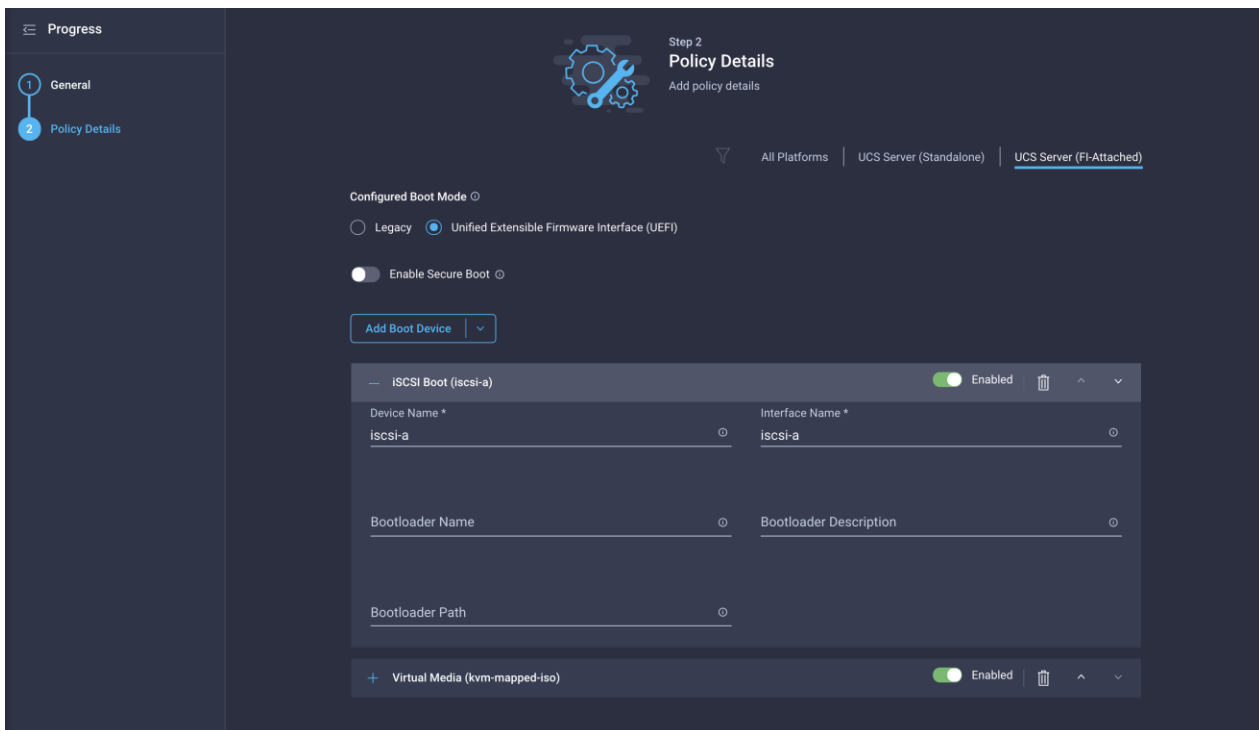 Progress
1 General
2 Policy Details
Step 2
Policy Details
Add policy details
All Platforms UCS Server (Standalone) UCS Server (FI-Attached)
Configured Boot Mode
Legacy Unified Extensible Firmware Interface (UEFI)
Enable Secure Boot
Add Boot Device
iSCSI Boot (iscsi-a) Enabled
Device Name * Interface Name *
iscsi-a iscsi-a
Bootloader Name Bootloader Description
Bootloader Path
Virtual Media (kvm-mapped-iso) Enabled